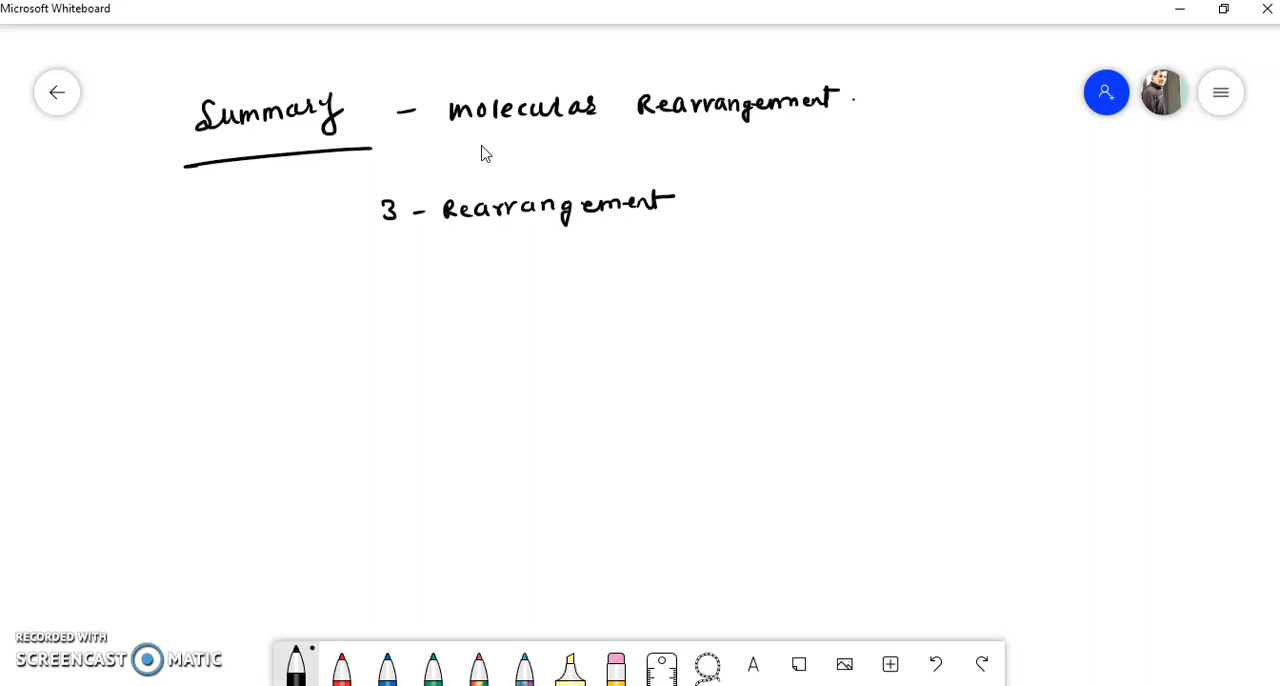 Microsoft Whiteboard
Summary - molecular Rearrangement.
3 - Rearrangement
RECORDED WITH
SCREENCAST MATIC
A